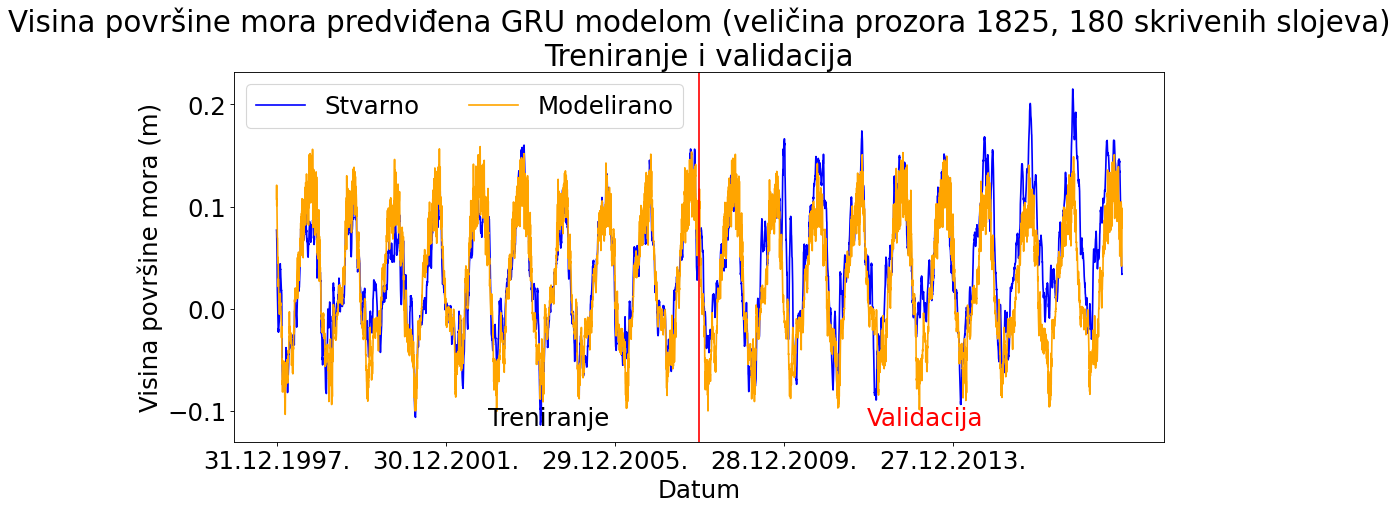 Visina površine mora predviđena GRU modelom (veličina prozora 1825, 180 skrivenih slojeva)
Treniranje i validacija
Stvarno
Modelirano
Visina površine mora (m)
0.2
0.1
0.0
−0.1
Treniranje
Validacija
31.12.1997.
30.12.2001.
29.12.2005.
28.12.2009.
27.12.2013.
Datum